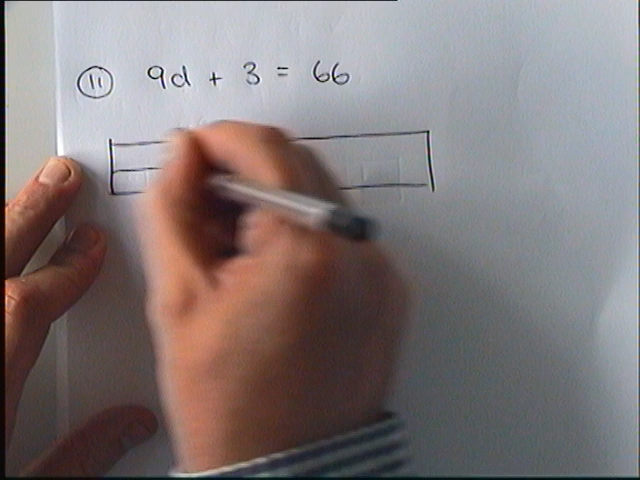 11 9d + 3 = 66